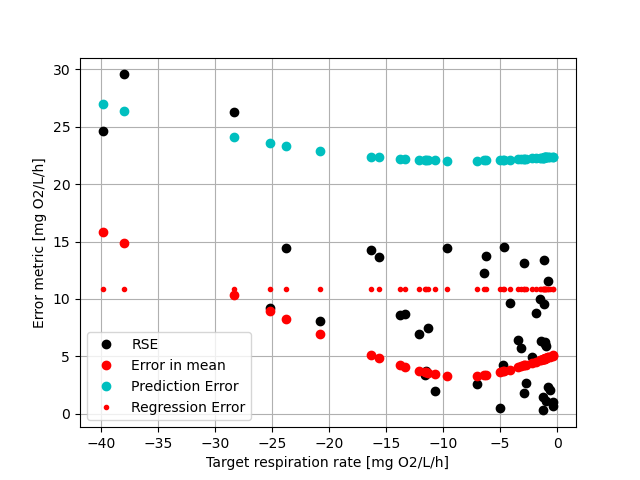 30
25
20
15
10
5
0
Error metric [mg O2/L/h]
RSE
Error in mean
Prediction Error
Regression Error
−40 −35 −30 −25 −20 −15 −10 −5 0
Target respiration rate [mg O2/L/h]